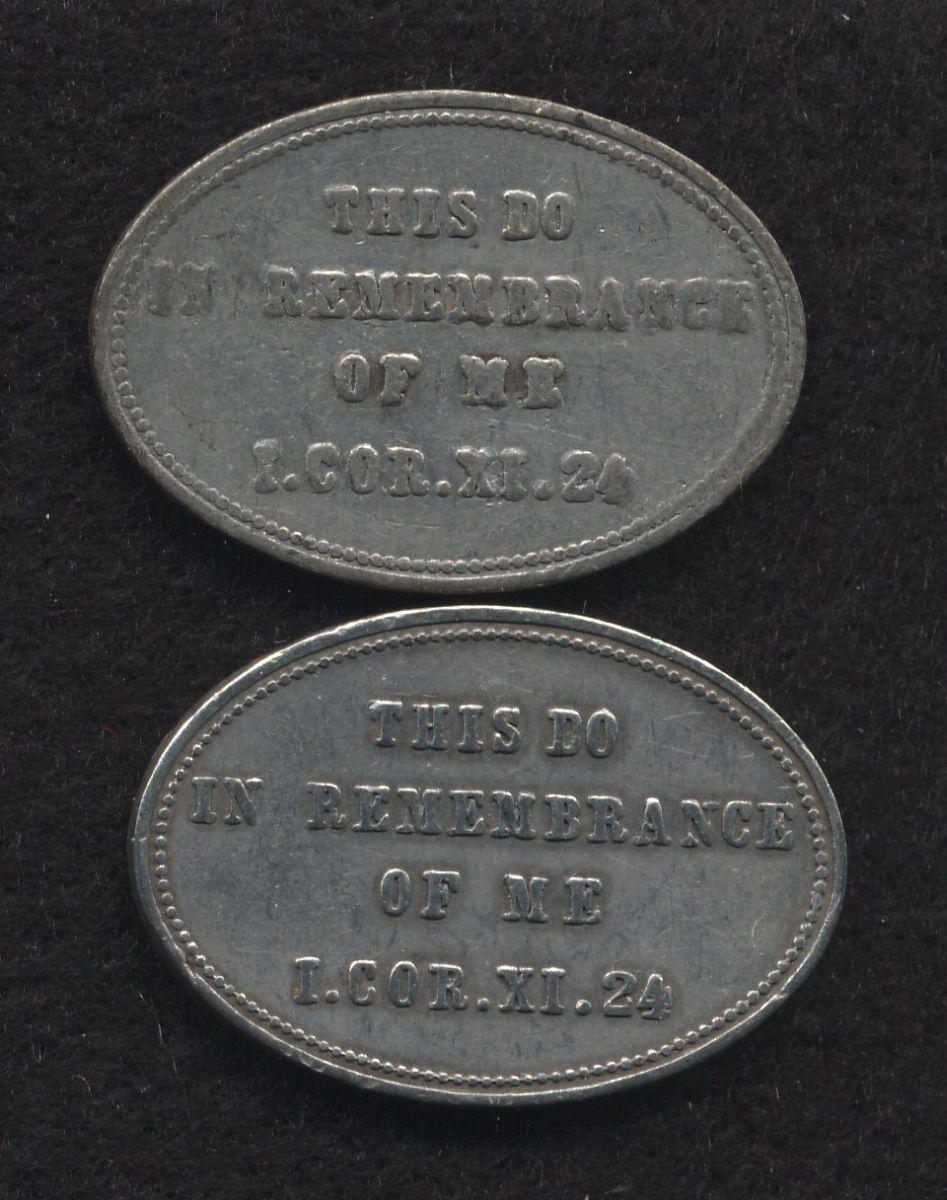 THIS DO
IN REMEMBRANCE
OF ME
I.COR.XI.24
THIS DO
IN REMEMBRANCE
OF ME
I.COR.XI.24